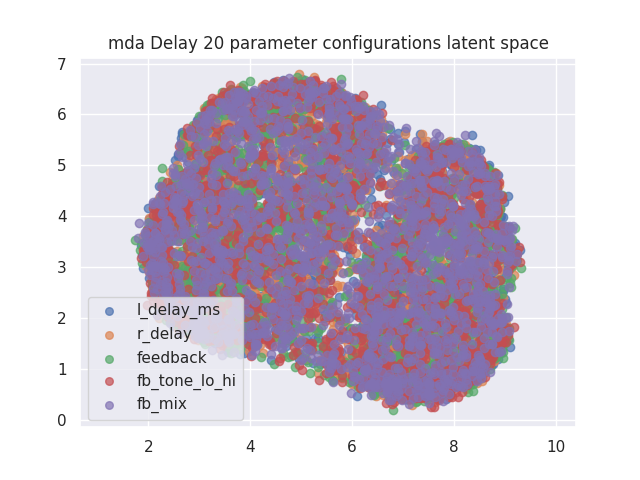 mda Delay 20 parameter configurations latent space
7
6
5
4
3
2
1
0
l_delay_ms
r_delay
feedback
fb_tone_lo_hi
fb_mix
2 4 6 8 10